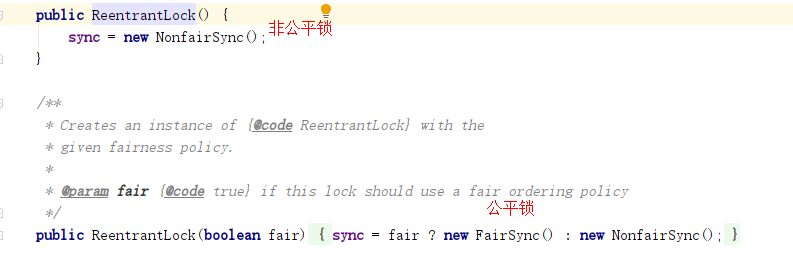 public ReentrantLock() {
sync = new NonfairSync(); 非公平锁
}
/**
* Creates an instance of {@code ReentrantLock} with the
* given fairness policy.
*
* @param fair {@code true} if this lock should use a fair ordering policy
*/
公平锁
public ReentrantLock(boolean fair) { sync = fair ? new FairSync() : new NonfairSync(); }